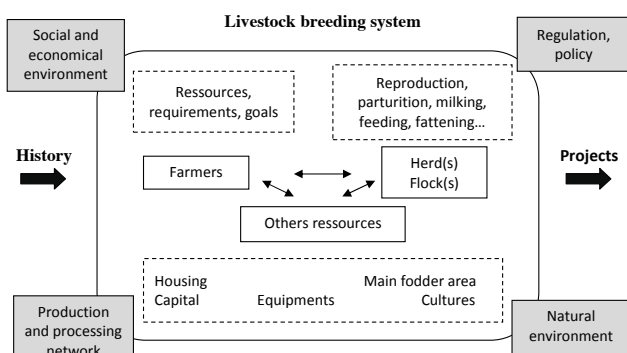 Livestock breeding system
Social and
economical
environment
Regulation,
policy
Ressources,
requirements, goals
Reproduction,
parturition, milking,
feeding, fattening…
History
Projects
Farmers
Herd(s)
Flock(s)
Others ressources
Housing Main fodder area
Capital Equipments Cultures
Production
and processing
network
Natural
environment